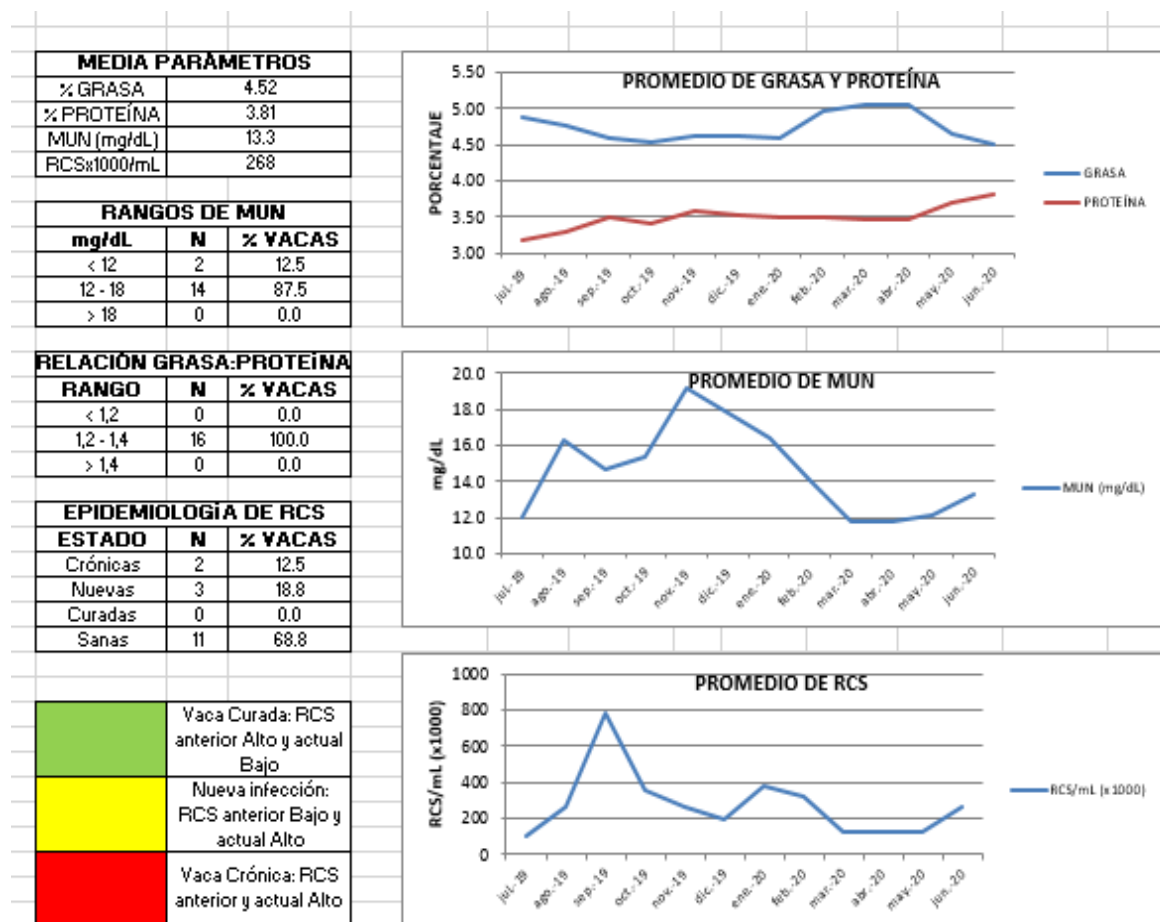 MEDIA PARÀMETROS
% GRASA 4.52
% PROTEÍNA 3.81
MUN (mg/dL) 13.3
RCSx1000/mL 268
RANGOS DE MUN
mg/dL N % VACAS
< 12 2 12.5
12 - 18 14 87.5
> 18 0 0.0
RELACIÓN GRASA:PROTEÍNA
RANGO N % VACAS
< 1,2 0 0.0
1,2 - 1,4 16 100.0
> 1,4 0 0.0
EPIDEMIOLOGÍA DE RCS
ESTADO N % VACAS
Crónicas 2 12.5
Nuevas 3 18.8
Curadas 0 0.0
Sanas 11 68.8
Vaca Curada: RCS
anterior Alto y actual
Bajo
Nueva infección:
RCS anterior Bajo y
actual Alto
Vaca Crónica: RCS
anterior y actual Alto
PROMEDIO DE GRASA Y PROTEÍNA
PORCENTAJE
5.50
5.00
4.50
4.00
3.50
3.00
jul.-19 ago.-19 sep.-19 oct.-19 nov.-19 dic.-19 ene.-20 feb.-20 mar.-20 abr.-20 may.-20 jun.-20
GRASA
PROTEÍNA
PROMEDIO DE MUN
mg/dL
20.0
18.0
16.0
14.0
12.0
10.0
jul.-19 ago.-19 sep.-19 oct.-19 nov.-19 dic.-19 ene.-20 feb.-20 mar.-20 abr.-20 may.-20 jun.-20
MUN (mg/dL)
PROMEDIO DE RCS
RCS/mL (x1000)
1000
800
600
400
200
0
jul.-19 ago.-19 sep.-19 oct.-19 nov.-19 dic.-19 ene.-20 feb.-20 mar.-20 abr.-20 may.-20 jun.-20
RCS/mL (x1000)